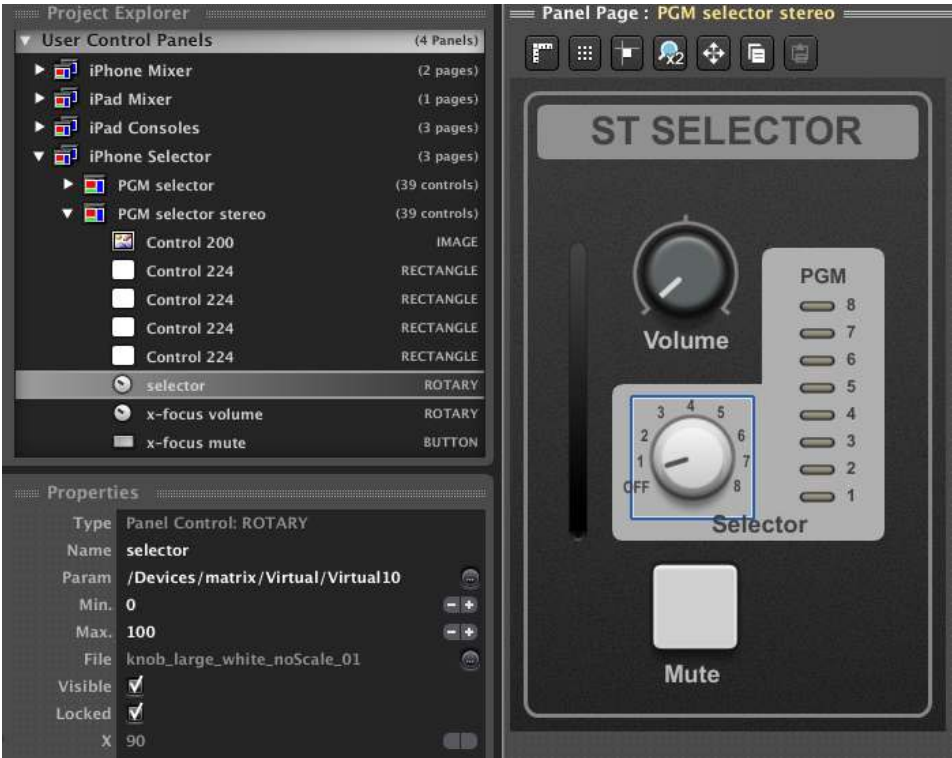 Project Explorer
User Control Panels (4 Panels)
iPhone Mixer (2 pages)
iPad Mixer (1 pages)
iPad Consoles (3 pages)
iPhone Selector (3 pages)
PGM selector (39 controls)
PGM selector stereo (39 controls)
Control 200 IMAGE
Control 224 RECTANGLE
Control 224 RECTANGLE
Control 224 RECTANGLE
Control 224 RECTANGLE
selector ROTARY
x-focus volume ROTARY
x-focus mute BUTTON
Properties
Type Panel Control: ROTARY
Name selector
Param /Devices/matrix/Virtual/Virtual10
Min. 0
Max. 100
File knob_large_white_noScale_01
Visible
Locked
X 90
Panel Page : PGM selector stereo
x2
ST SELECTOR
Volume
PGM
8
7
6
5
4
3
2
1
OFF 1 2 3 4 5 6 7 8
Selector
Mute